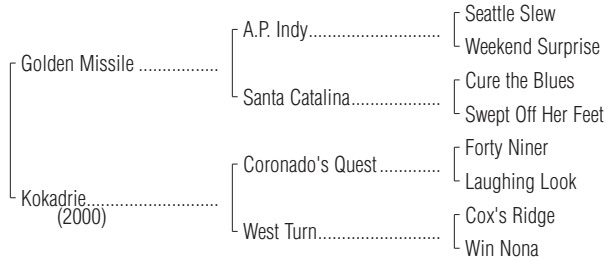 Seattle Slew
A.P. Indy
Weekend Surprise
Golden Missile
Cure the Blues
Santa Catalina
Swept Off Her Feet
Forty Niner
Coronado's Quest
Laughing Look
Kokadrie
(2000)
Cox's Ridge
West Turn
Win Nona